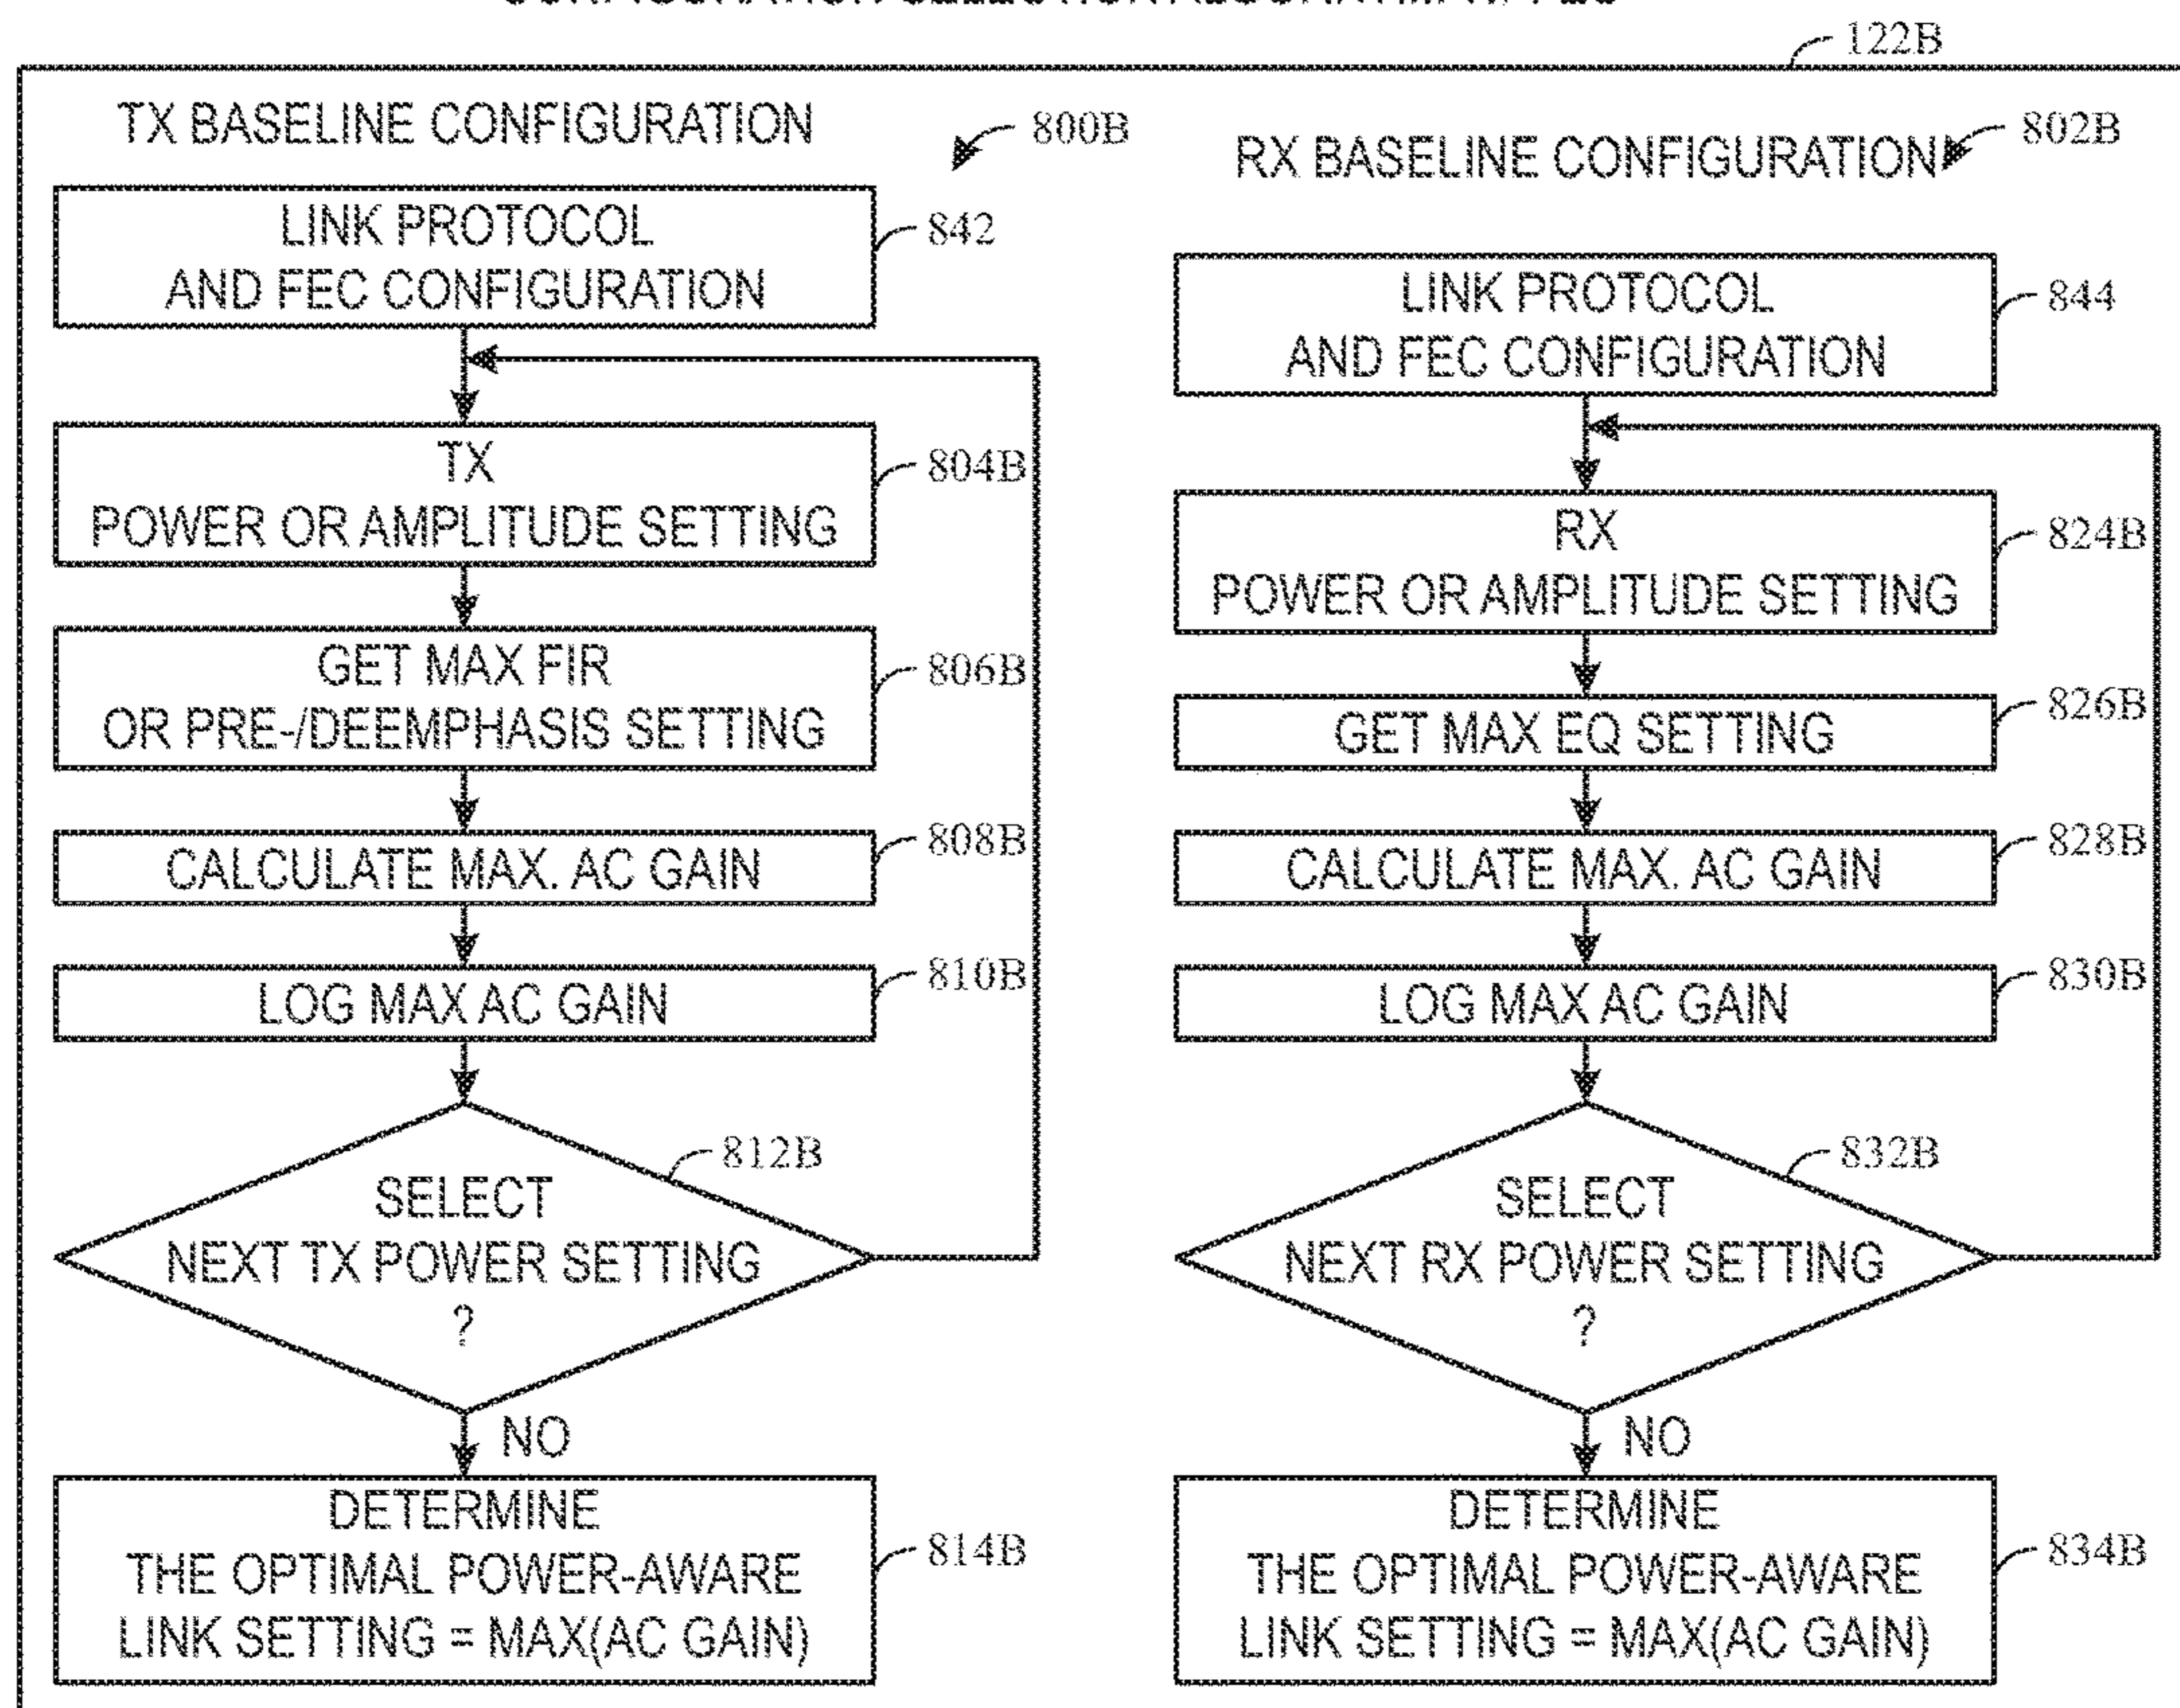 122B
TX BASELINE CONFIGURATION
800B
LINK PROTOCOL
AND FEC CONFIGURATION
842
TX
POWER OR AMPLITUDE SETTING
804B
GET MAX FIR
OR PRE-/DEEMPHASIS SETTING
806B
CALCULATE MAX. AC GAIN
808B
LOG MAX AC GAIN
810B
SELECT
NEXT TX POWER SETTING
?
812B
NO
DETERMINE
THE OPTIMAL POWER-AWARE
LINK SETTING = MAX(AC GAIN)
814B
RX BASELINE CONFIGURATION
802B
LINK PROTOCOL
AND FEC CONFIGURATION
844
RX
POWER OR AMPLITUDE SETTING
824B
GET MAX EQ SETTING
826B
CALCULATE MAX. AC GAIN
828B
LOG MAX AC GAIN
830B
SELECT
NEXT RX POWER SETTING
?
832B
NO
DETERMINE
THE OPTIMAL POWER-AWARE
LINK SETTING = MAX(AC GAIN)
834B